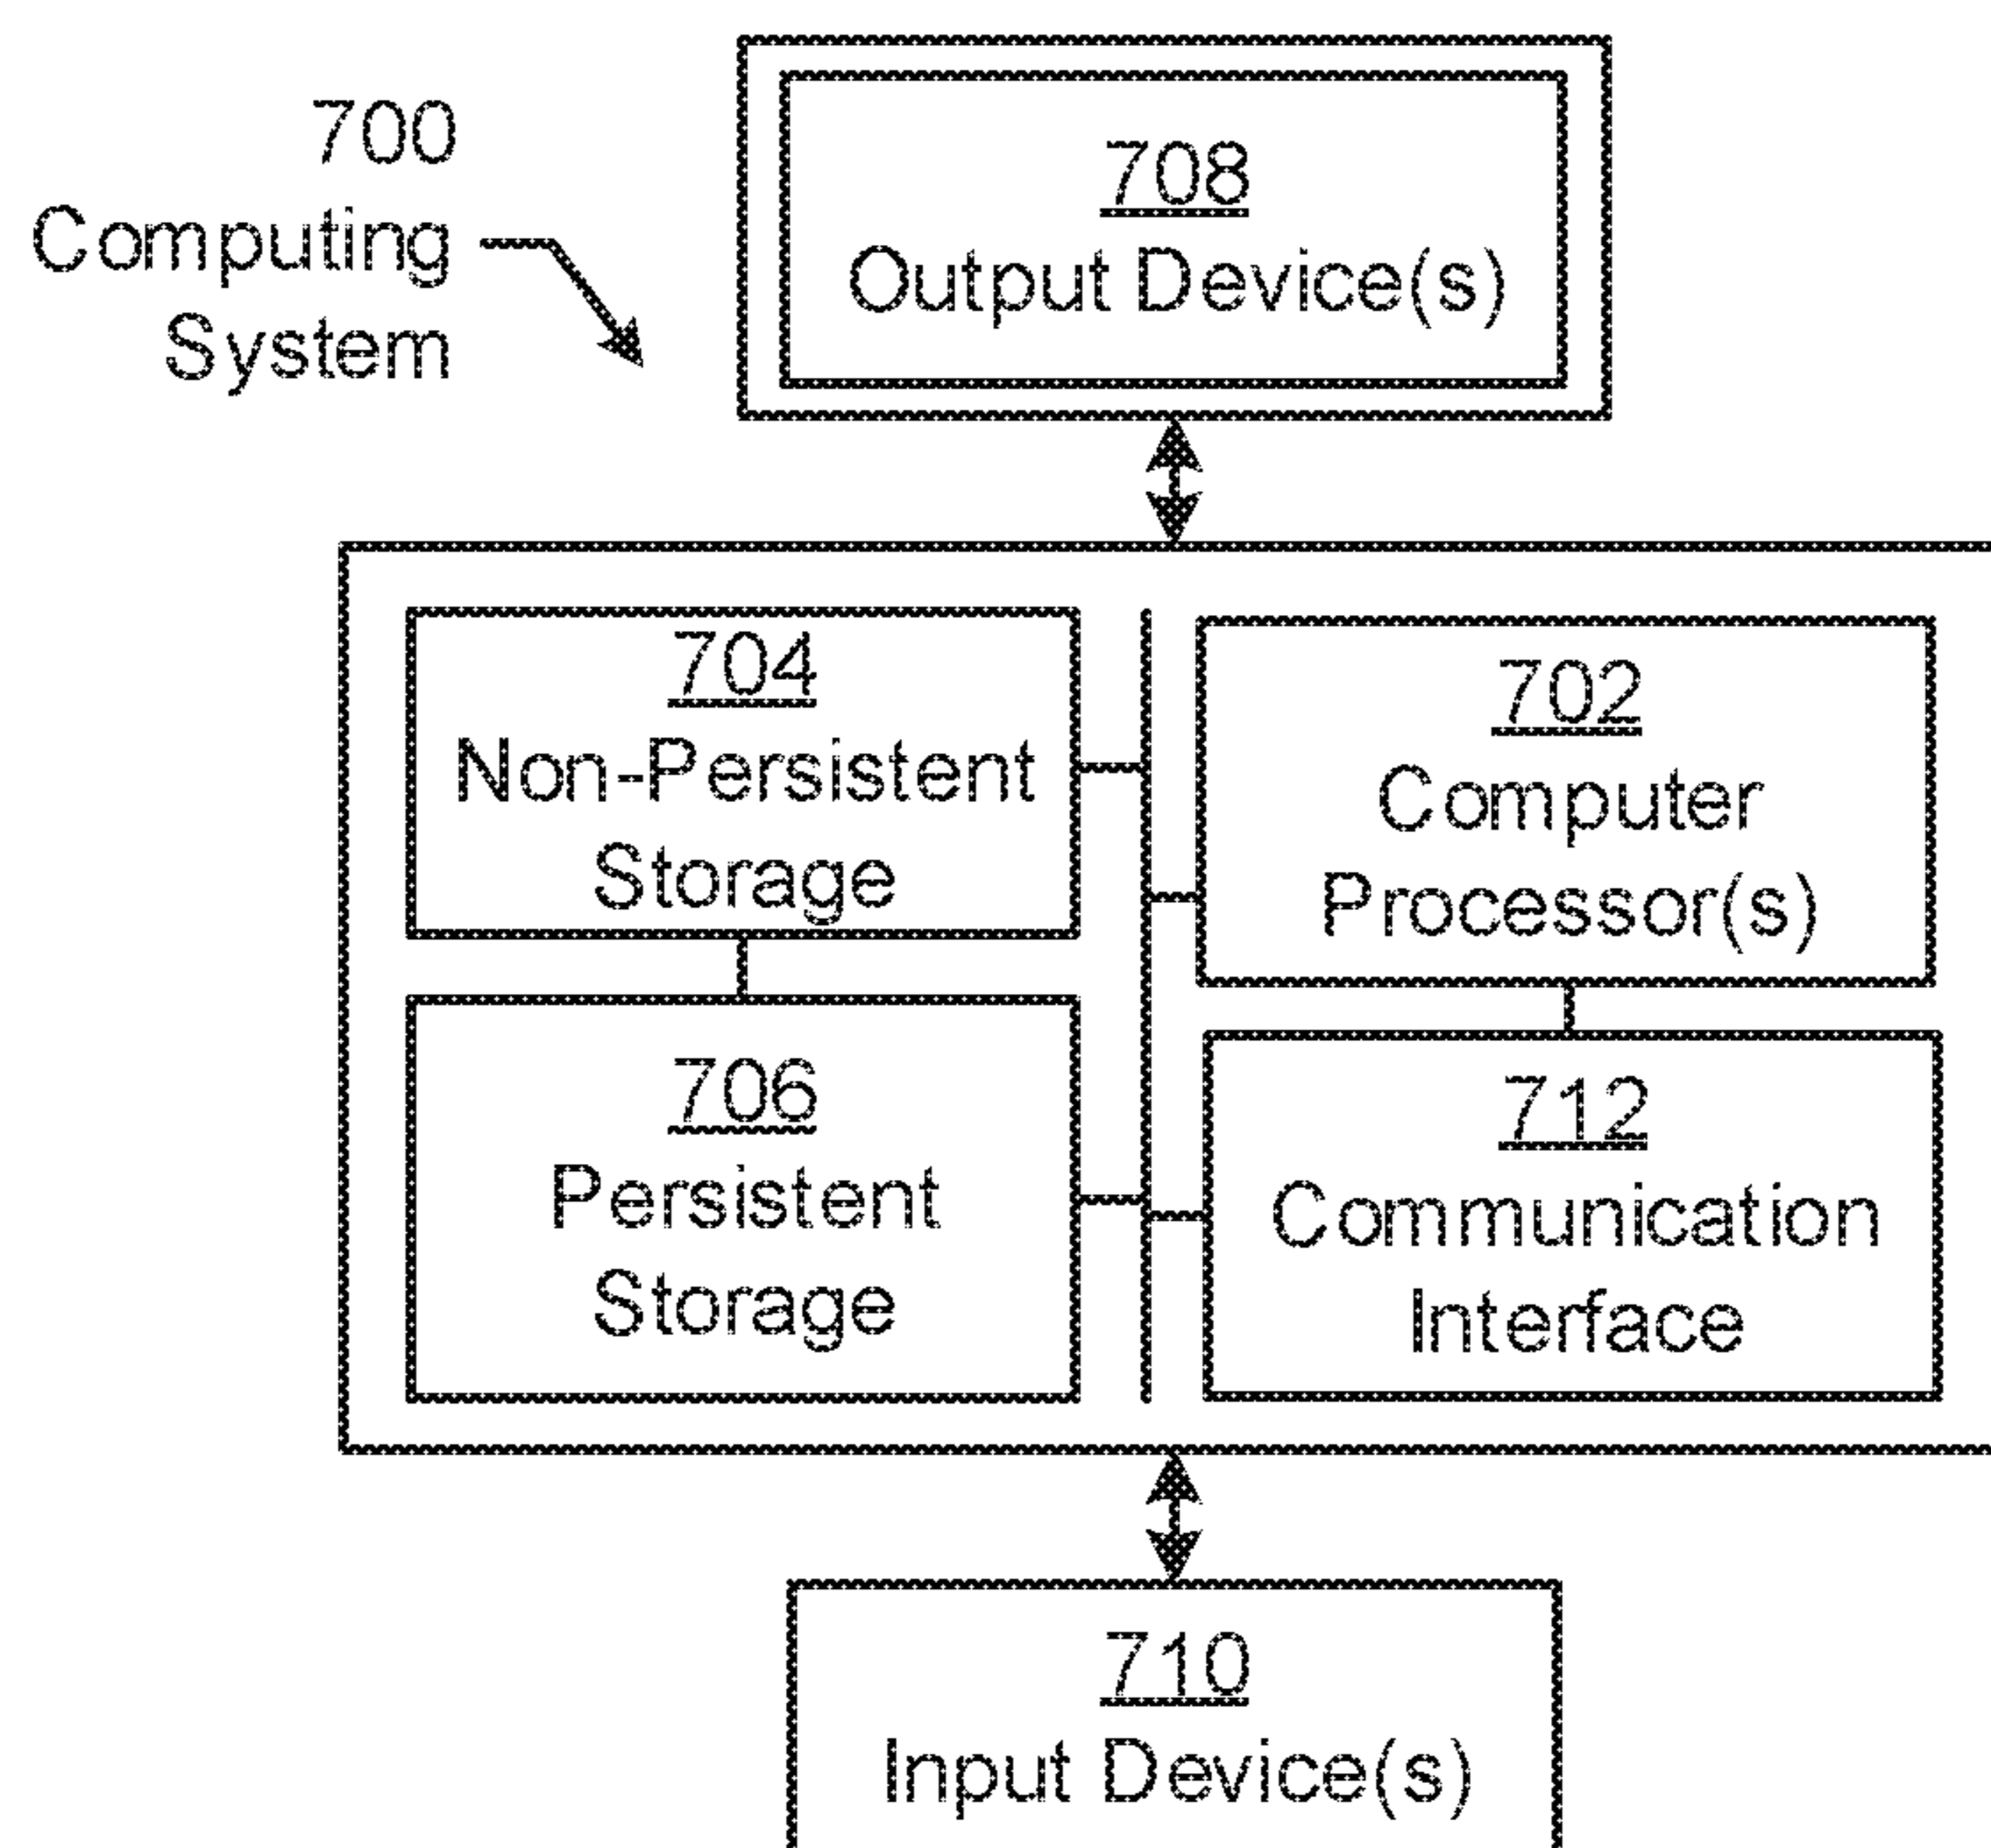 700
Computing
System
708
Output Device(s)
704
Non-Persistent
Storage
702
Computer
Processor(s)
706
Persistent
Storage
712
Communication
Interface
710
Input Device(s)